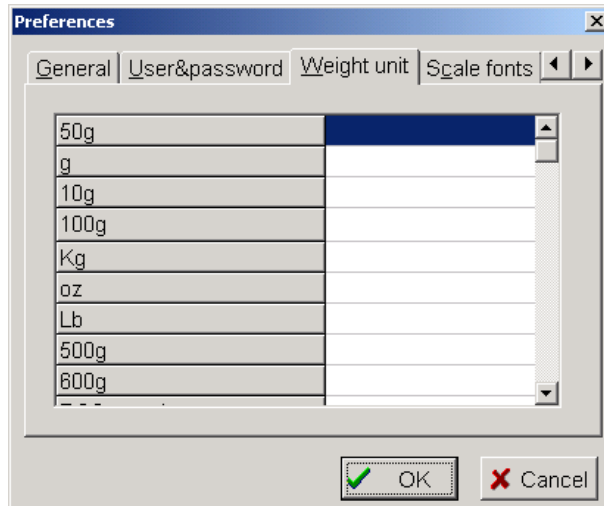 Preferences
General User&password Weight unit Scale fonts
50g
g
10g
100g
Kg
oz
Lb
500g
600g
OK Cancel